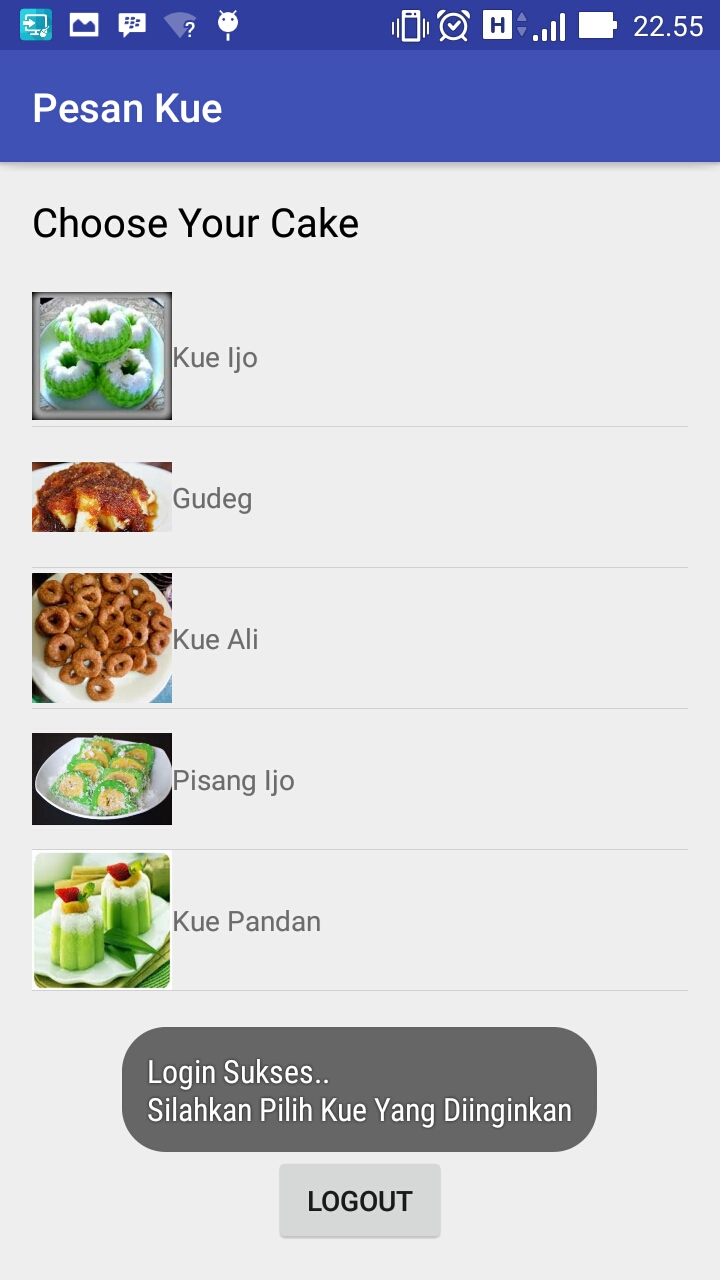 H 22.55
Pesan Kue
Choose Your Cake
Kue Ijo
Gudeg
Kue Ali
Pisang Ijo
Kue Pandan
Login Sukses..
Silahkan Pilih Kue Yang Diinginkan
LOGOUT